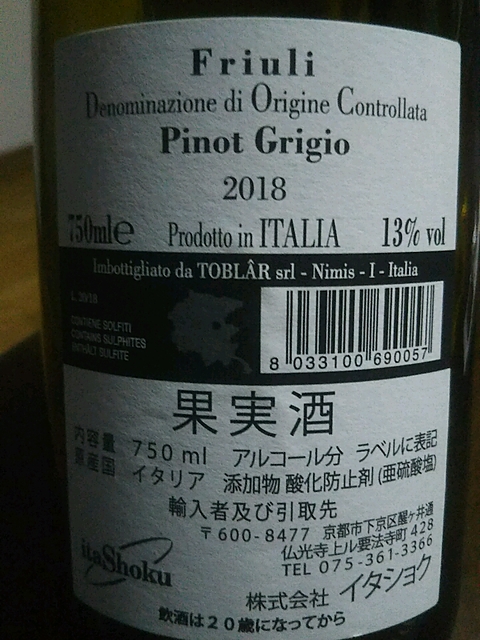 Friuli
Denominazione di Origine Controllata
Pinot Grigio
2018
750ml e Prodotto in ITALIA 13% vol
Imbottigliato da TOBLÂR srl - Nimis - I - Italia
CONTIENE SOLFITI
CONTAINS SULPHITES
ENTHÄLT SULFITE
8 033100 690057
果実酒
内容量 750ml アルコール分 ラベルに表記
原産国 イタリア 添加物 酸化防止剤(亜硫酸塩)
輸入者及び引取先
〒600-8477 京都市下京区醒ヶ井通
仏光寺上ル要法寺町428
TEL 075-361-3366
itaShoku
株式会社 イタショク
飲酒は20歳になってから